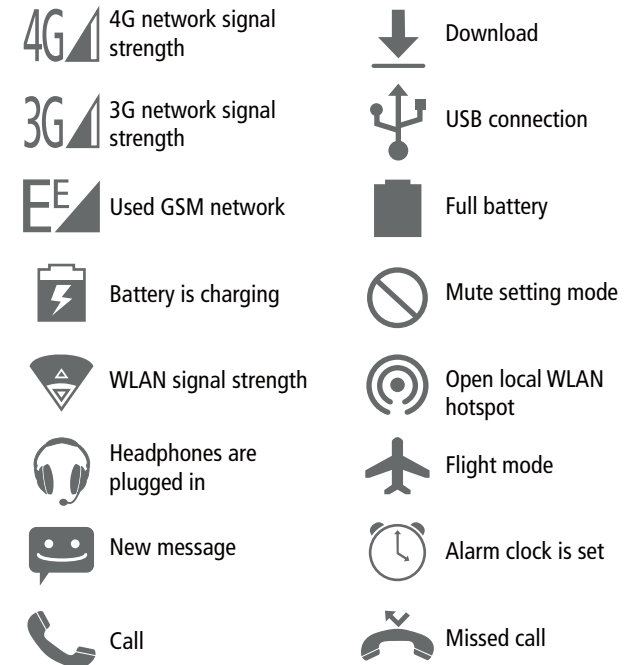 4G 4G network signal
strength
3G 3G network signal
strength
EE Used GSM network
Battery is charging
WLAN signal strength
Headphones are
plugged in
New message
Call
Download
USB connection
Full battery
Mute setting mode
Open local WLAN
hotspot
Flight mode
Alarm clock is set
Missed call